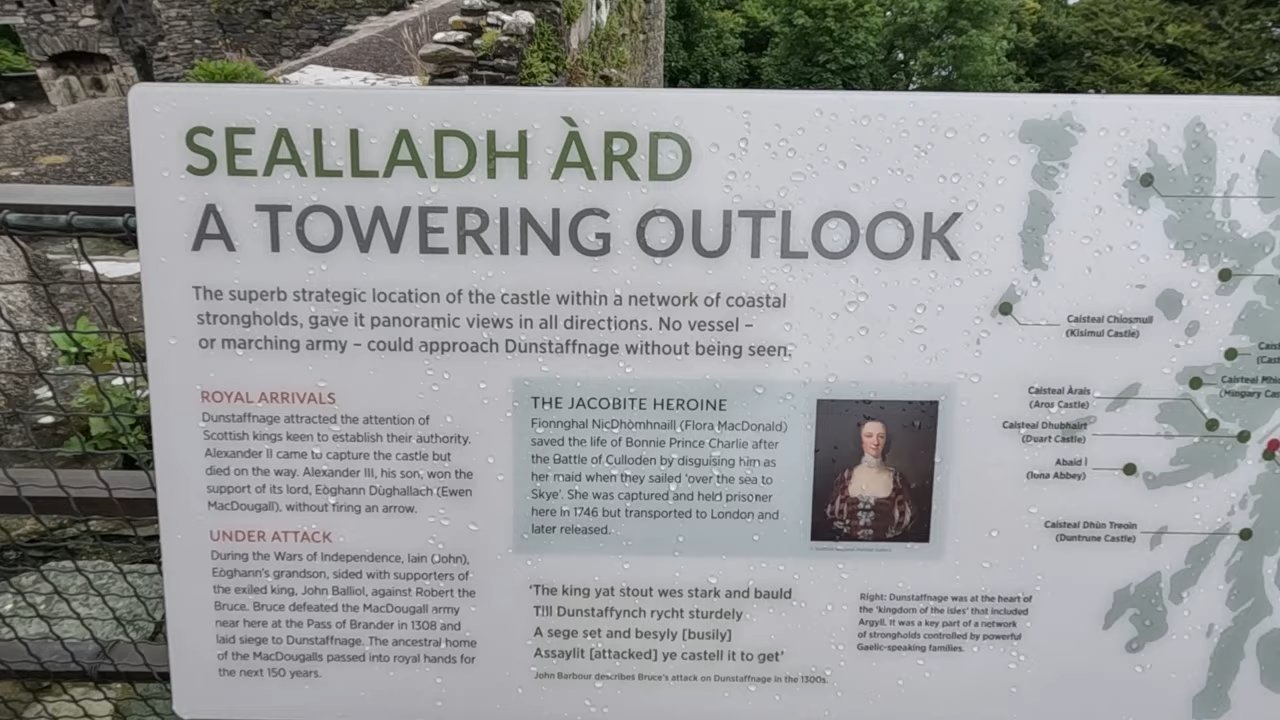 SEALLADH ÀRD
A TOWERING OUTLOOK
The superb strategic location of the castle within a network of coastal
strongholds, gave it panoramic views in all directions. No vessel –
or marching army – could approach Dunstaffnage without being seen.
ROYAL ARRIVALS
Dunstaffnage attracted the attention of
Scottish kings keen to establish their authority.
Alexander II came to capture the castle but
died on the way. Alexander III, his son, won the
support of its lord, Eòghann Dùghallach (Ewen
MacDougall), without firing an arrow.
UNDER ATTACK
During the Wars of Independence, Iain (John),
Eòghann's grandson, sided with supporters of
the exiled king, John Balliol, against Robert the
Bruce. Bruce defeated the MacDougall army
near here at the Pass of Brander in 1308 and
laid siege to Dunstaffnage. The ancestral home
of the MacDougalls passed into royal hands for
the next 150 years.
THE JACOBITE HEROINE
Fionnghal NicDhòmhnaill (Flora MacDonald)
saved the life of Bonnie Prince Charlie after
the Battle of Culloden by disguising him as
her maid when they sailed 'over the sea to
Skye'. She was captured and held prisoner
here in 1746 but transported to London and
later released.
'The king yat stout wes stark and bauld
Till Dunstaffynch rycht sturdely
A sege set and besyly [busily]
Assaylit [attacked] ye castell it to get'
John Barbour describes Bruce's attack on Dunstaffnage in the 1300s.
Right: Dunstaffnage was at the heart of
the 'kingdom of the isles' that included
Argyll. It was a key part of a network
of strongholds controlled by powerful
Gaelic-speaking families.
Caisteal Chiosmuil
(Kisimul Castle)
Caisteal Àrais
(Aros Castle)
Caisteal Dhubhairt
(Duart Castle)
Abaid Ì
(Iona Abbey)
Caisteal Dhùn Treoin
(Duntrune Castle)
Caisteal
(Mingary